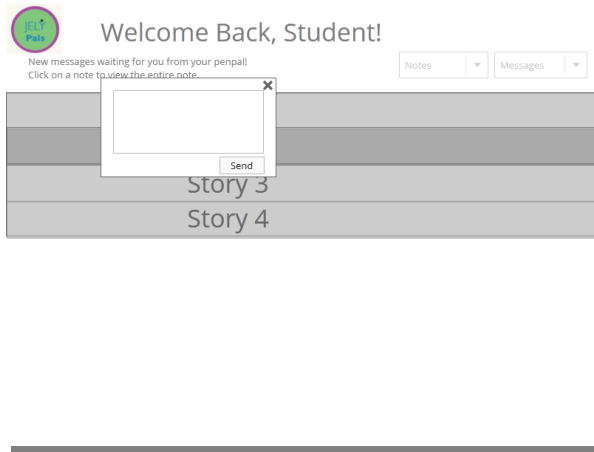 JELY
Pals
Welcome Back, Student!
New messages waiting for you from your penpal!
Click on a note to view the entire note.
Notes
Messages
Send
Story 3
Story 4